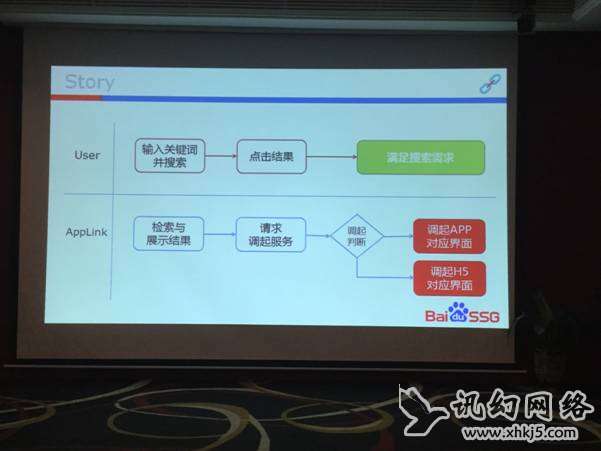 Story
User
输入关键词
并搜索
点击结果
满足搜索需求
AppLink
检索与
展示结果
请求
调起服务
调起
判断
调起APP
对应界面
调起H5
对应界面
Bai du SSG
讯幻网络
www.xhkj5.com